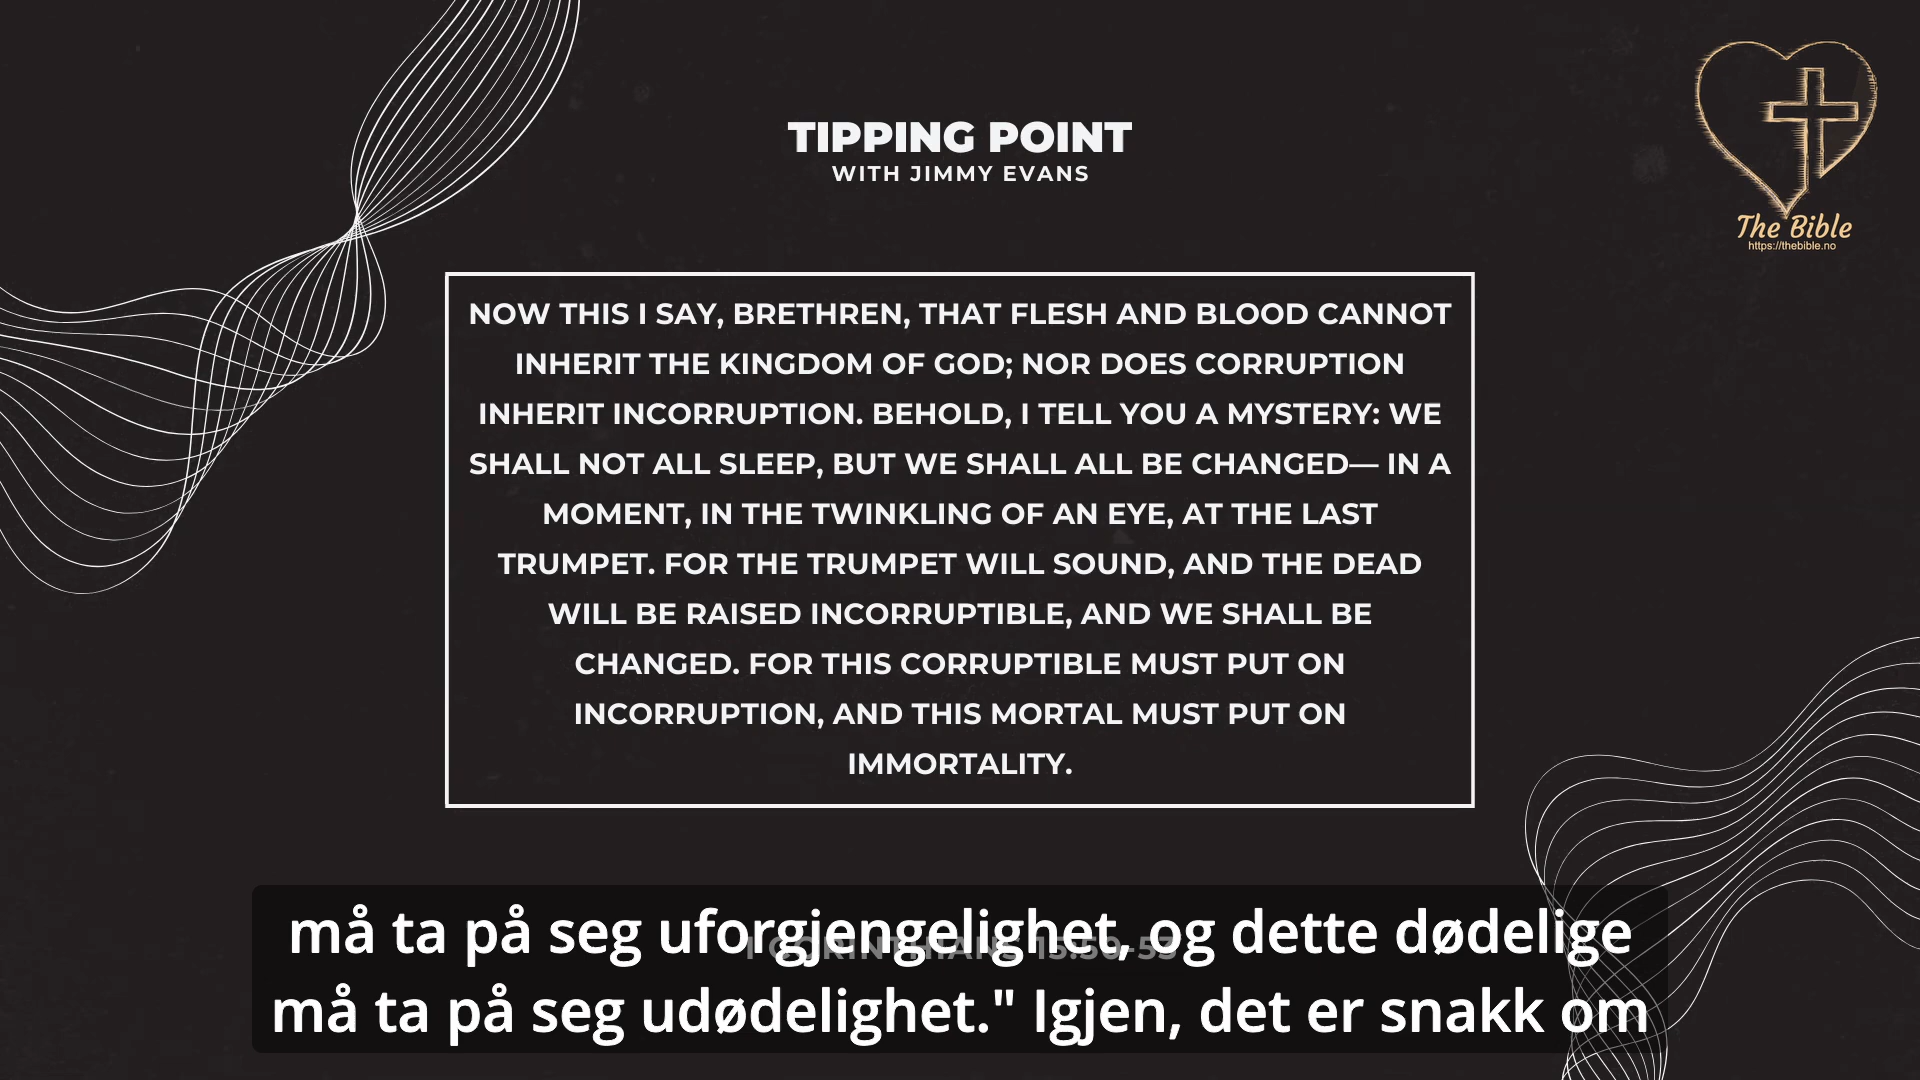 TIPPING POINT
WITH JIMMY EVANS
The Bible
https://thebible.no
NOW THIS I SAY, BRETHREN, THAT FLESH AND BLOOD CANNOT
INHERIT THE KINGDOM OF GOD; NOR DOES CORRUPTION
INHERIT INCORRUPTION. BEHOLD, I TELL YOU A MYSTERY: WE
SHALL NOT ALL SLEEP, BUT WE SHALL ALL BE CHANGED— IN A
MOMENT, IN THE TWINKLING OF AN EYE, AT THE LAST
TRUMPET. FOR THE TRUMPET WILL SOUND, AND THE DEAD
WILL BE RAISED INCORRUPTIBLE, AND WE SHALL BE
CHANGED. FOR THIS CORRUPTIBLE MUST PUT ON
INCORRUPTION, AND THIS MORTAL MUST PUT ON
IMMORTALITY.
I CORINTHIANS 15:50-53
må ta på seg uforgjengelighet, og dette dødelige
må ta på seg udødelighet." Igjen, det er snakk om